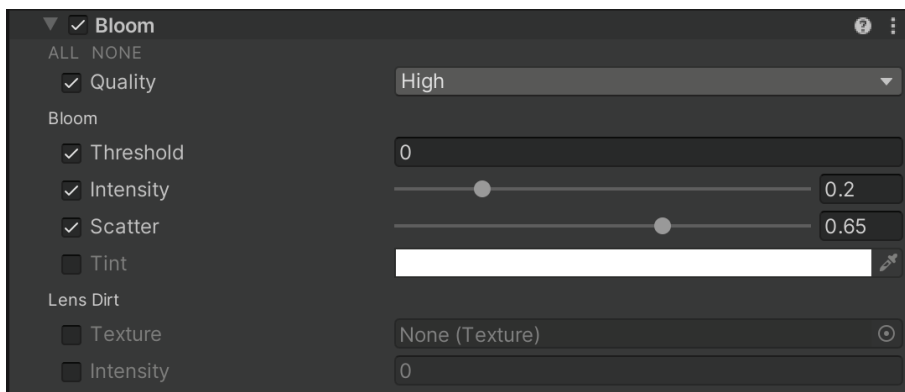 Bloom
ALL NONE
Quality High
Bloom
Threshold 0
Intensity 0.2
Scatter 0.65
Tint
Lens Dirt
Texture None (Texture)
Intensity 0